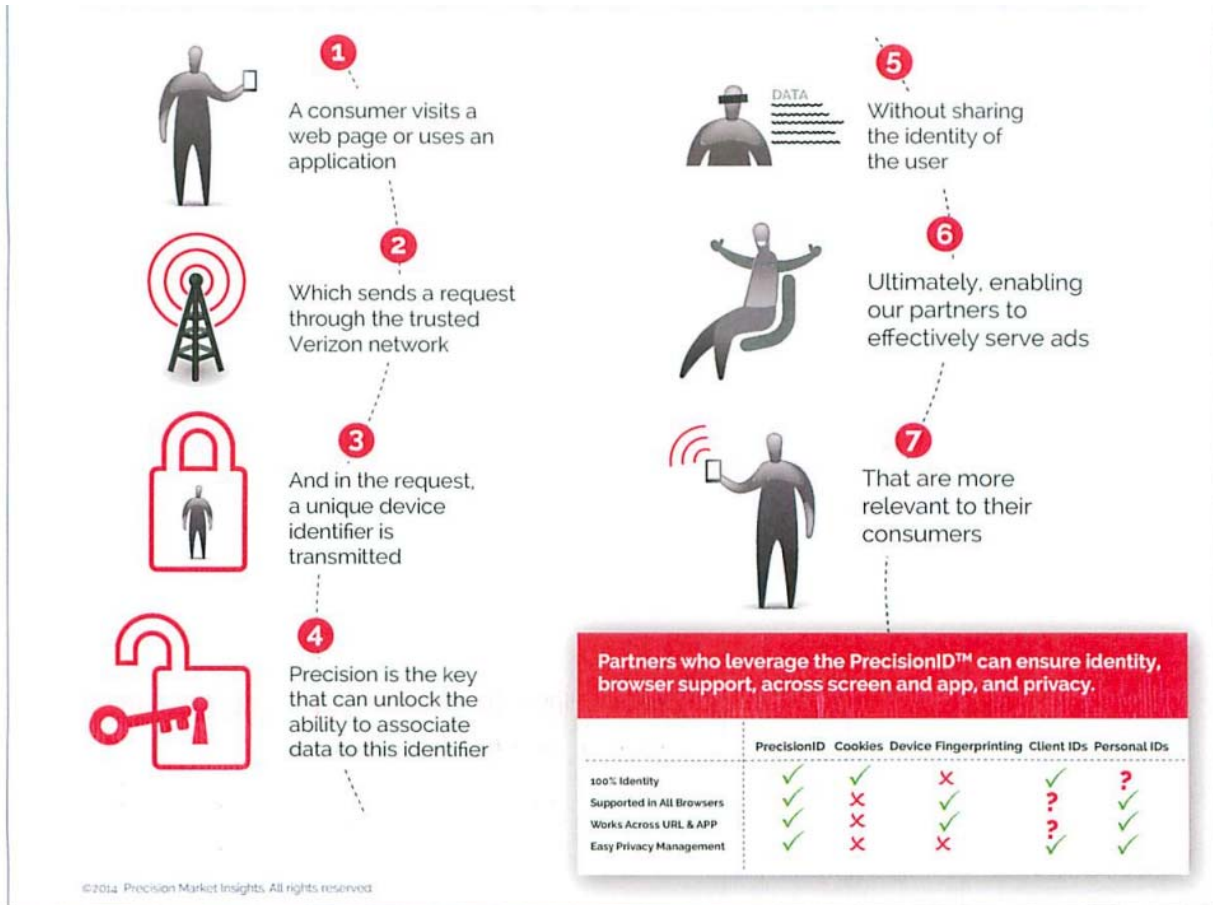 1
A consumer visits a
web page or uses an
application
2
Which sends a request
through the trusted
Verizon network
3
And in the request,
a unique device
identifier is
transmitted
4
Precision is the key
that can unlock the
ability to associate
data to this identifier
5
DATA
Without sharing
the identity of
the user
6
Ultimately, enabling
our partners to
effectively serve ads
7
That are more
relevant to their
consumers
Partners who leverage the PrecisionID™ can ensure identity,
browser support, across screen and app, and privacy.
PrecisionID Cookies Device Fingerprinting Client IDs Personal IDs
100% Identity ✓ ✓ ✗ ✓ ?
Supported in All Browsers ✓ ✗ ✓ ? ✓
Works Across URL & APP ✓ ✗ ✓ ? ✓
Easy Privacy Management ✓ ✗ ✗ ✓ ✓
©2014 Precision Market Insights. All rights reserved.